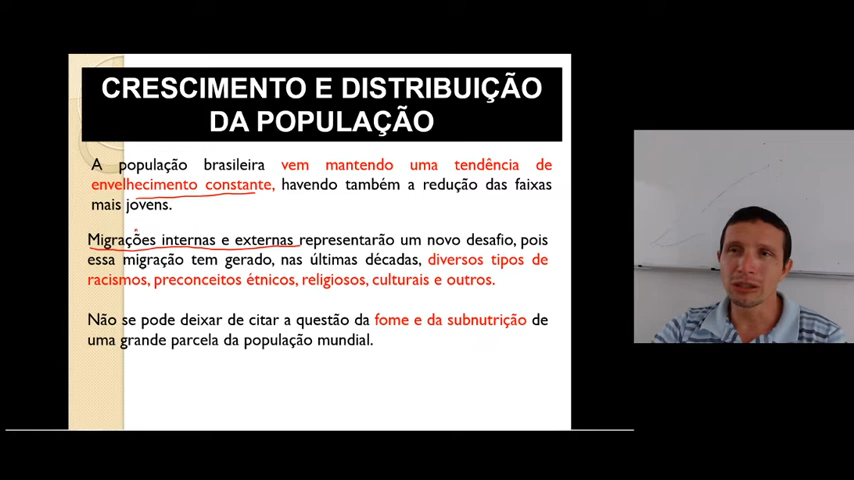 CRESCIMENTO E DISTRIBUIÇÃO
DA POPULAÇÃO
A população brasileira vem mantendo uma tendência de
envelhecimento constante, havendo também a redução das faixas
mais jovens.
Migrações internas e externas representarão um novo desafio, pois
essa migração tem gerado, nas últimas décadas, diversos tipos de
racismos, preconceitos étnicos, religiosos, culturais e outros.
Não se pode deixar de citar a questão da fome e da subnutrição de
uma grande parcela da população mundial.